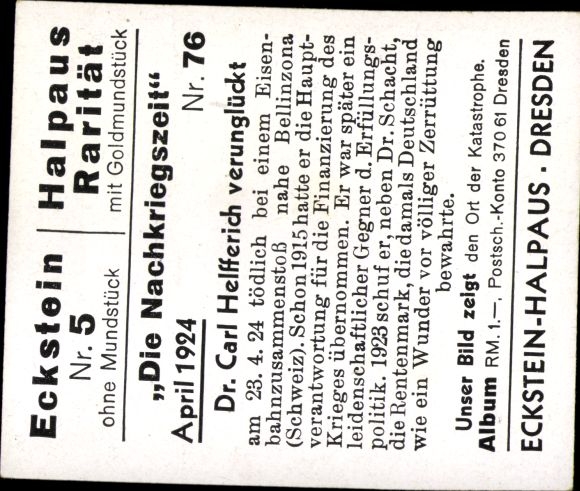 Eckstein
Nr. 5
ohne Mundstück
Halpaus
Rarität
mit Goldmundstück
„Die Nachkriegszeit“
April 1924
Nr. 76
Dr. Carl Helfferich verunglückt
am 23. 4. 24 tödlich bei einem Eisen-
bahnzusammenstoß nahe Bellinzona
(Schweiz). Schon 1915 hatte er die Haupt-
verantwortung für die Finanzierung des
Krieges übernommen. Er war später ein
leidenschaftlicher Gegner d. Erfüllungs-
politik. 1923 schuf er, neben Dr. Schacht,
die Rentenmark, die damals Deutschland
wie ein Wunder vor völliger Zerrüttung
bewahrte.
Unser Bild zeigt den Ort der Katastrophe.
Album RM. 1.—, Postsch.-Konto 370 61 Dresden
ECKSTEIN-HALPAUS · DRESDEN